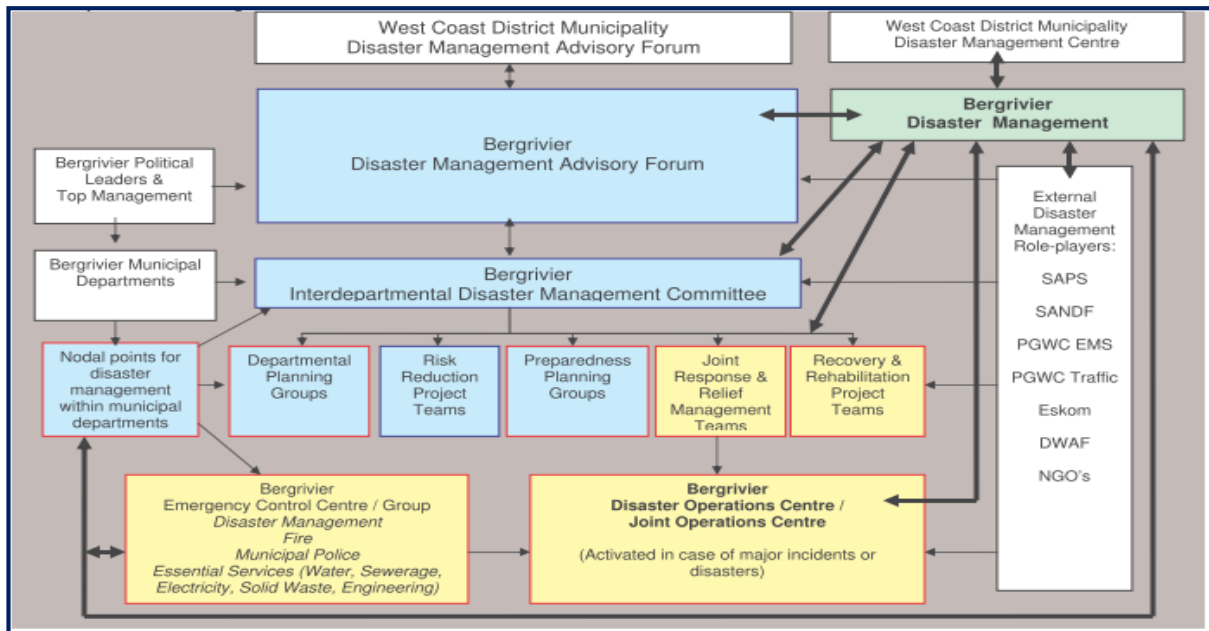 West Coast District Municipality
Disaster Management Advisory Forum
West Coast District Municipality
Disaster Management Centre
Bergrivier
Disaster Management
Bergrivier
Disaster Management Advisory Forum
Bergrivier Political
Leaders &
Top Management
External
Disaster
Management
Role-players:
SAPS
SANDF
PGWC EMS
PGWC Traffic
Eskom
DWAF
NGO's
Bergrivier Municipal
Departments
Bergrivier
Interdepartmental Disaster Management Committee
Nodal points for
disaster
management
within municipal
departments
Departmental
Planning
Groups
Risk
Reduction
Project
Teams
Preparedness
Planning
Groups
Joint
Response &
Relief
Management
Teams
Recovery &
Rehabilitation
Project
Teams
Bergrivier
Emergency Control Centre / Group
Disaster Management
Fire
Municipal Police
Essential Services (Water, Sewerage,
Electricity, Solid Waste, Engineering)
Bergrivier
Disaster Operations Centre /
Joint Operations Centre
(Activated in case of major incidents or
disasters)